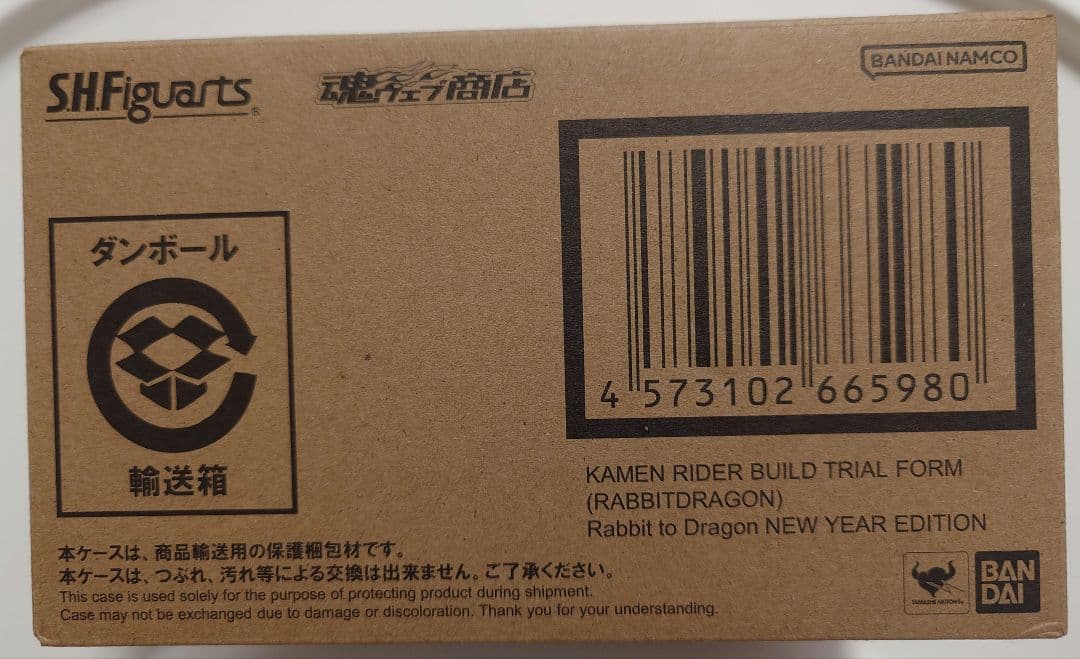 S.H.Figuarts®
魂ウェブ商店
BANDAI NAMCO
ダンボール
輸送箱
4 573102 665980
KAMEN RIDER BUILD TRIAL FORM
(RABBITDRAGON)
Rabbit to Dragon NEW YEAR EDITION
本ケースは、商品輸送用の保護梱包材です。
本ケースは、つぶれ、汚れ等による交換は出来ません。ご了承ください。
This case is used solely for the purpose of protecting product during shipment.
Case may not be exchanged due to damage or discoloration. Thank you for your understanding.
TAMASHII NATIONS
BAN
DAI